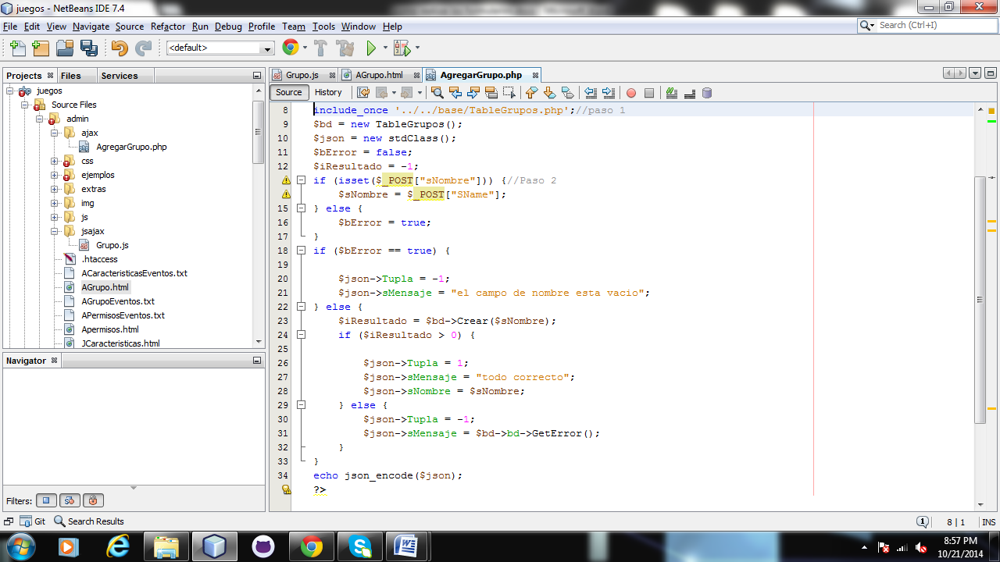 juegos - NetBeans IDE 7.4
File Edit View Navigate Source Refactor Run Debug Profile Team Tools Window Help
Search (Ctrl+I)
<default>
Projects Files Services
juegos
Source Files
admin
ajax
AgregarGrupo.php
css
ejemplos
extras
img
js
jsajax
Grupo.js
.htaccess
ACaracteristicasEventos.txt
AGrupo.html
AGrupoEventos.txt
APermisosEventos.txt
Apermisos.html
JCaracteristicas.html
Navigator
Filters:
Grupo.js AGrupo.html AgregarGrupo.php
Source History
8 include_once '../../base/TableGrupos.php';//paso 1
9 $bd = new TableGrupos();
10 $json = new stdClass();
11 $bError = false;
12 $iResultado = -1;
if (isset($_POST["sNombre"])) {//Paso 2
$sNombre = $_POST["SName"];
15 } else {
16 $bError = true;
17 }
18 if ($bError == true) {
19
20 $json->Tupla = -1;
21 $json->sMensaje = "el campo de nombre esta vacio";
22 } else {
23 $iResultado = $bd->Crear($sNombre);
24 if ($iResultado > 0) {
25
26 $json->Tupla = 1;
27 $json->sMensaje = "todo correcto";
28 $json->sNombre = $sNombre;
29 } else {
30 $json->Tupla = -1;
31 $json->sMensaje = $bd->bd->GetError();
32 }
33 }
34 echo json_encode($json);
?>
Git Search Results
1 8 | 1 INS
8:57 PM
10/21/2014